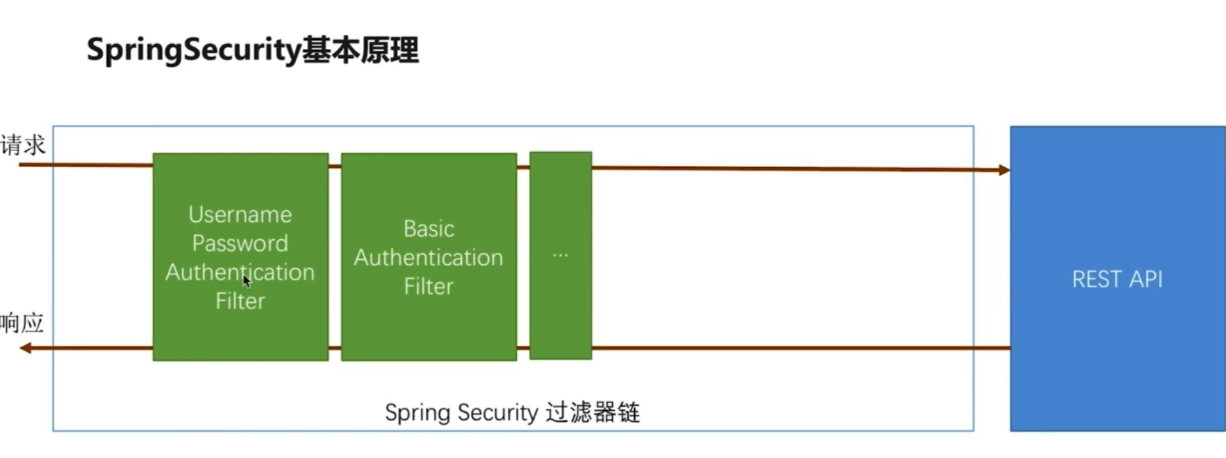 SpringSecurity基本原理
请求
Username
Password
Authentication
Filter
Basic
Authentication
Filter
...
REST API
响应
Spring Security 过滤器链